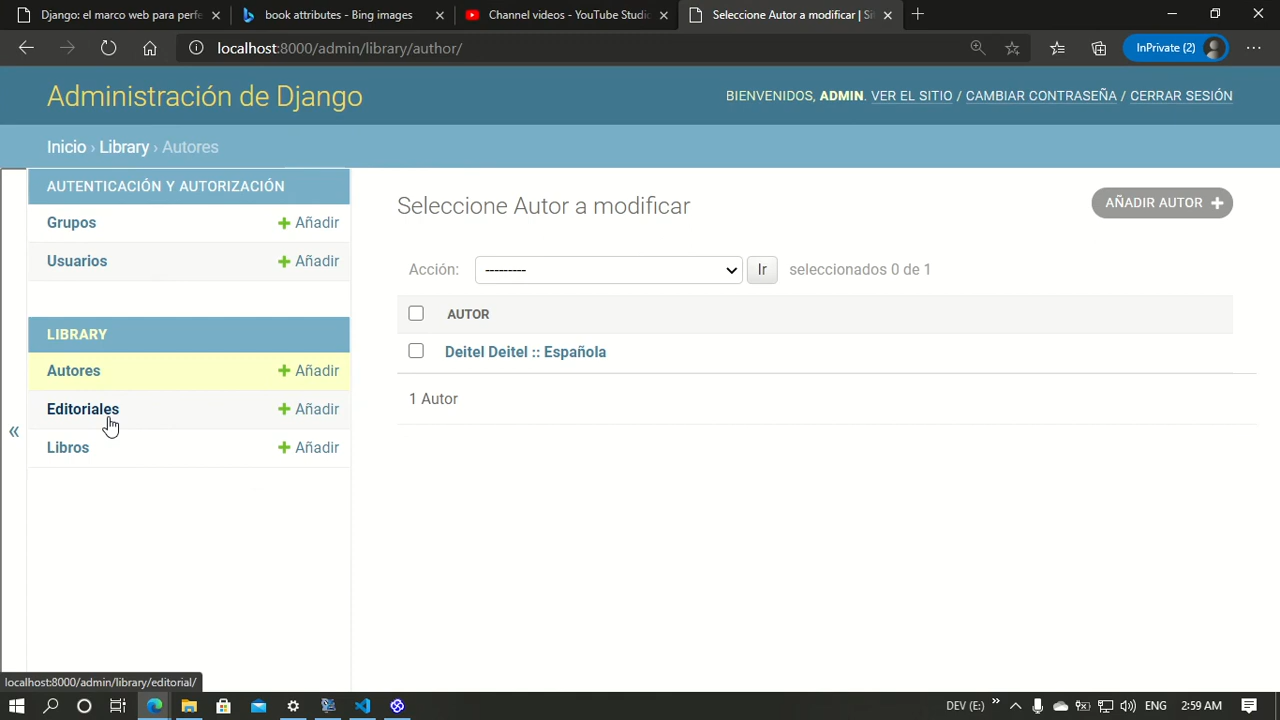 Django: el marco web para perfe
book attributes - Bing images
Channel videos - YouTube Studio
Seleccione Autor a modificar | Si
localhost:8000/admin/library/author/
InPrivate (2)
Administración de Django
BIENVENIDOS, ADMIN. VER EL SITIO / CAMBIAR CONTRASEÑA / CERRAR SESIÓN
Inicio › Library › Autores
AUTENTICACIÓN Y AUTORIZACIÓN
Grupos + Añadir
Usuarios + Añadir
LIBRARY
Autores + Añadir
Editoriales + Añadir
Libros + Añadir
«
Seleccione Autor a modificar
AÑADIR AUTOR +
Acción: --------- Ir seleccionados 0 de 1
AUTOR
Deitel Deitel :: Española
1 Autor
localhost:8000/admin/library/editorial/
DEV (E:) » ENG 2:59 AM